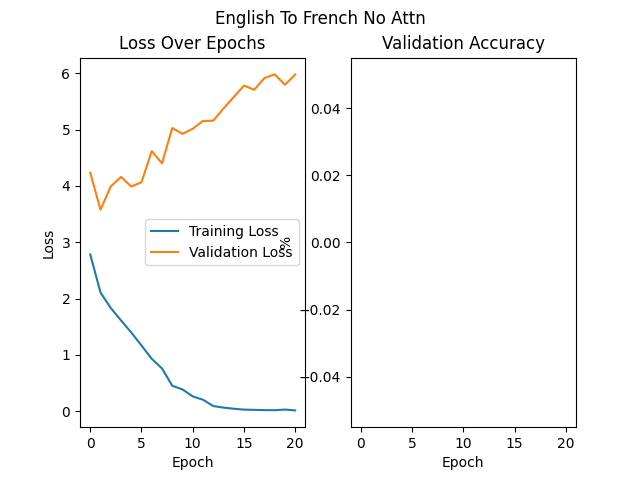 English To French No Attn
Loss Over Epochs
Validation Accuracy
6
5
4
3
2
1
0
Loss
Training Loss
Validation Loss
0
5
10
15
20
Epoch
%
0.04
0.02
0.00
−0.02
−0.04
0
5
10
15
20
Epoch